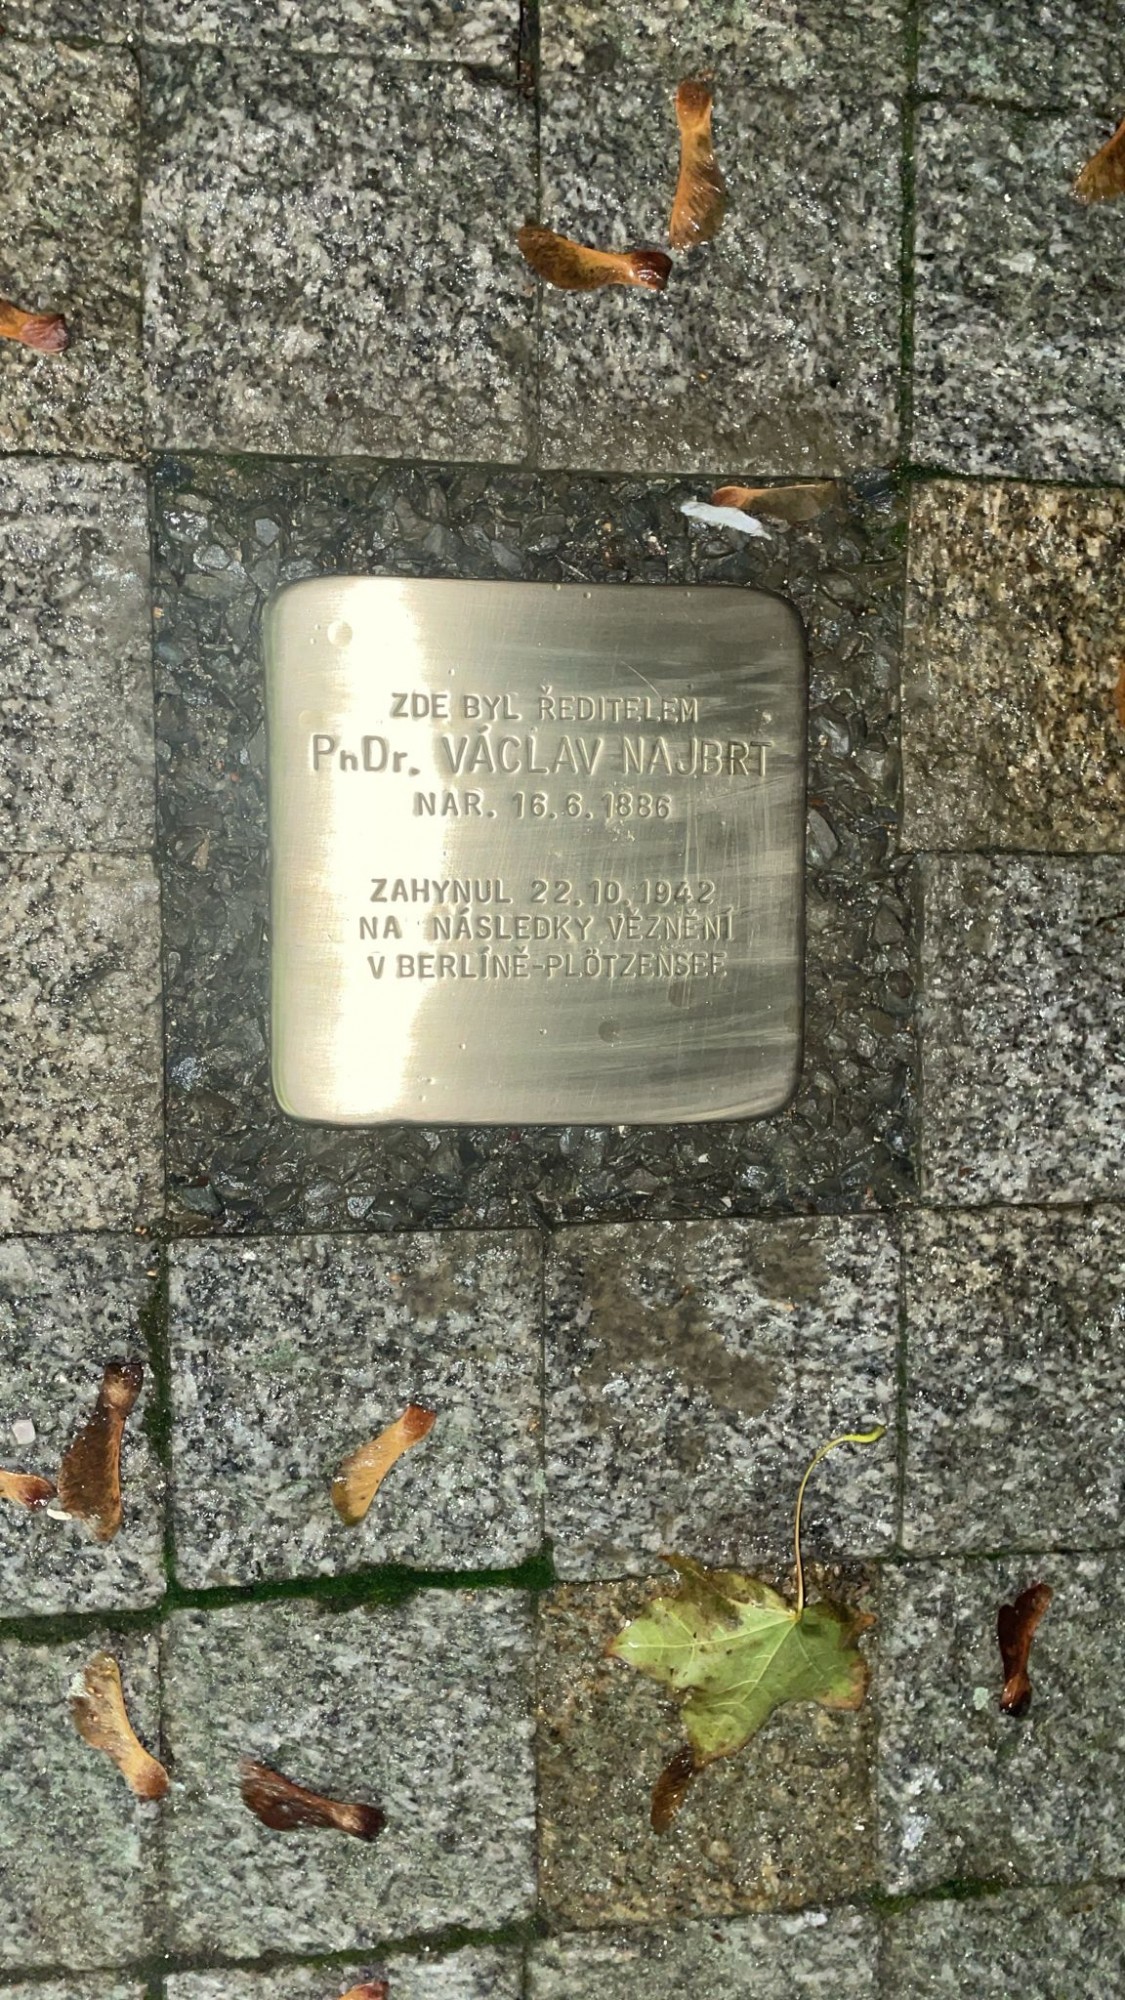 ZDE BYL ŘEDITELEM
PhDr. VÁCLAV NAJBRT
NAR. 16.6.1886
ZAHYNUL 22.10.1942
NA NÁSLEDKY VĚZNĚNÍ
V BERLÍNĚ-PLÖTZENSEE